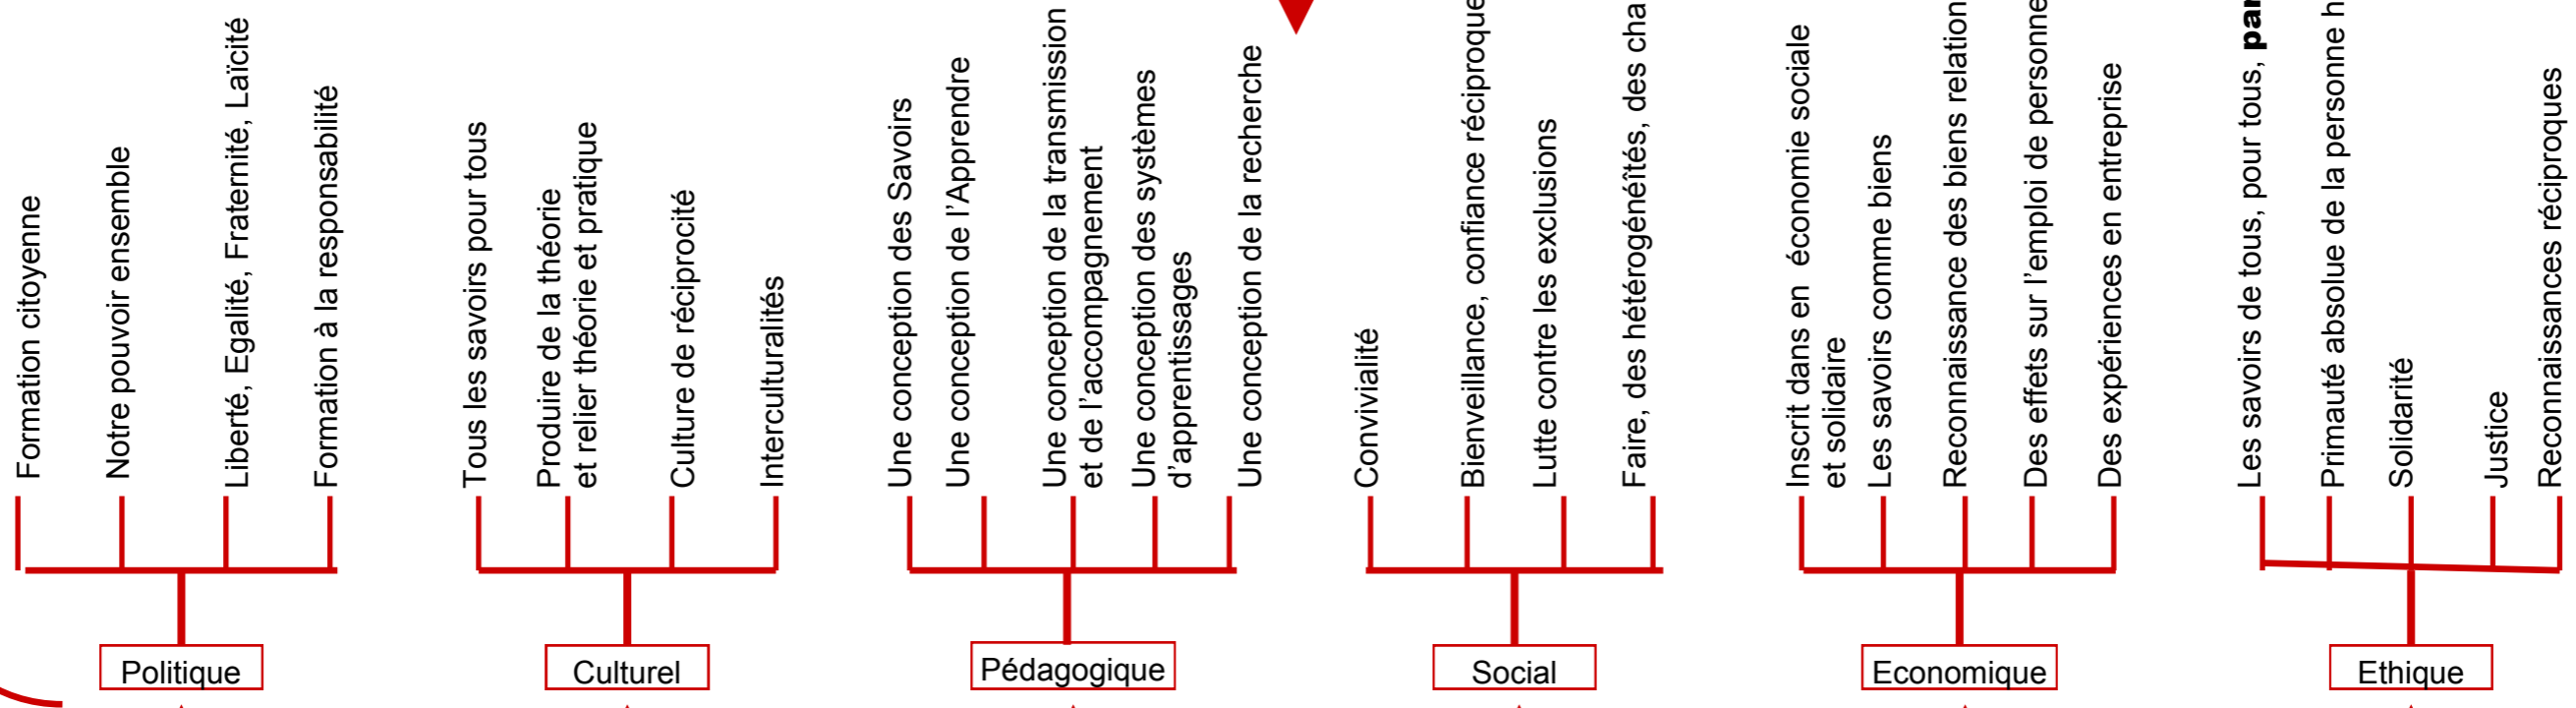 Formation citoyenne
Notre pouvoir ensemble
Liberté, Egalité, Fraternité, Laïcité
Formation à la responsabilité
Politique
Tous les savoirs pour tous
Produire de la théorie
et relier théorie et pratique
Culture de réciprocité
Interculturalités
Culturel
Une conception des Savoirs
Une conception de l'Apprendre
Une conception de la transmission
et de l'accompagnement
Une conception des systèmes
d'apprentissages
Une conception de la recherche
Pédagogique
Convivialité
Bienveillance, confiance réciproque
Lutte contre les exclusions
Faire, des hétérogénéîtés, des
Social
Inscrit dans en économie sociale
et solidaire
Les savoirs comme biens
Reconnaissance des biens
Des effets sur l'emploi de personne
Des expériences en entreprise
Economique
Les savoirs de tous, pour tous,
Primauté absolue de la personne
Solidarité
Justice
Reconnaissances réciproques
Ethique